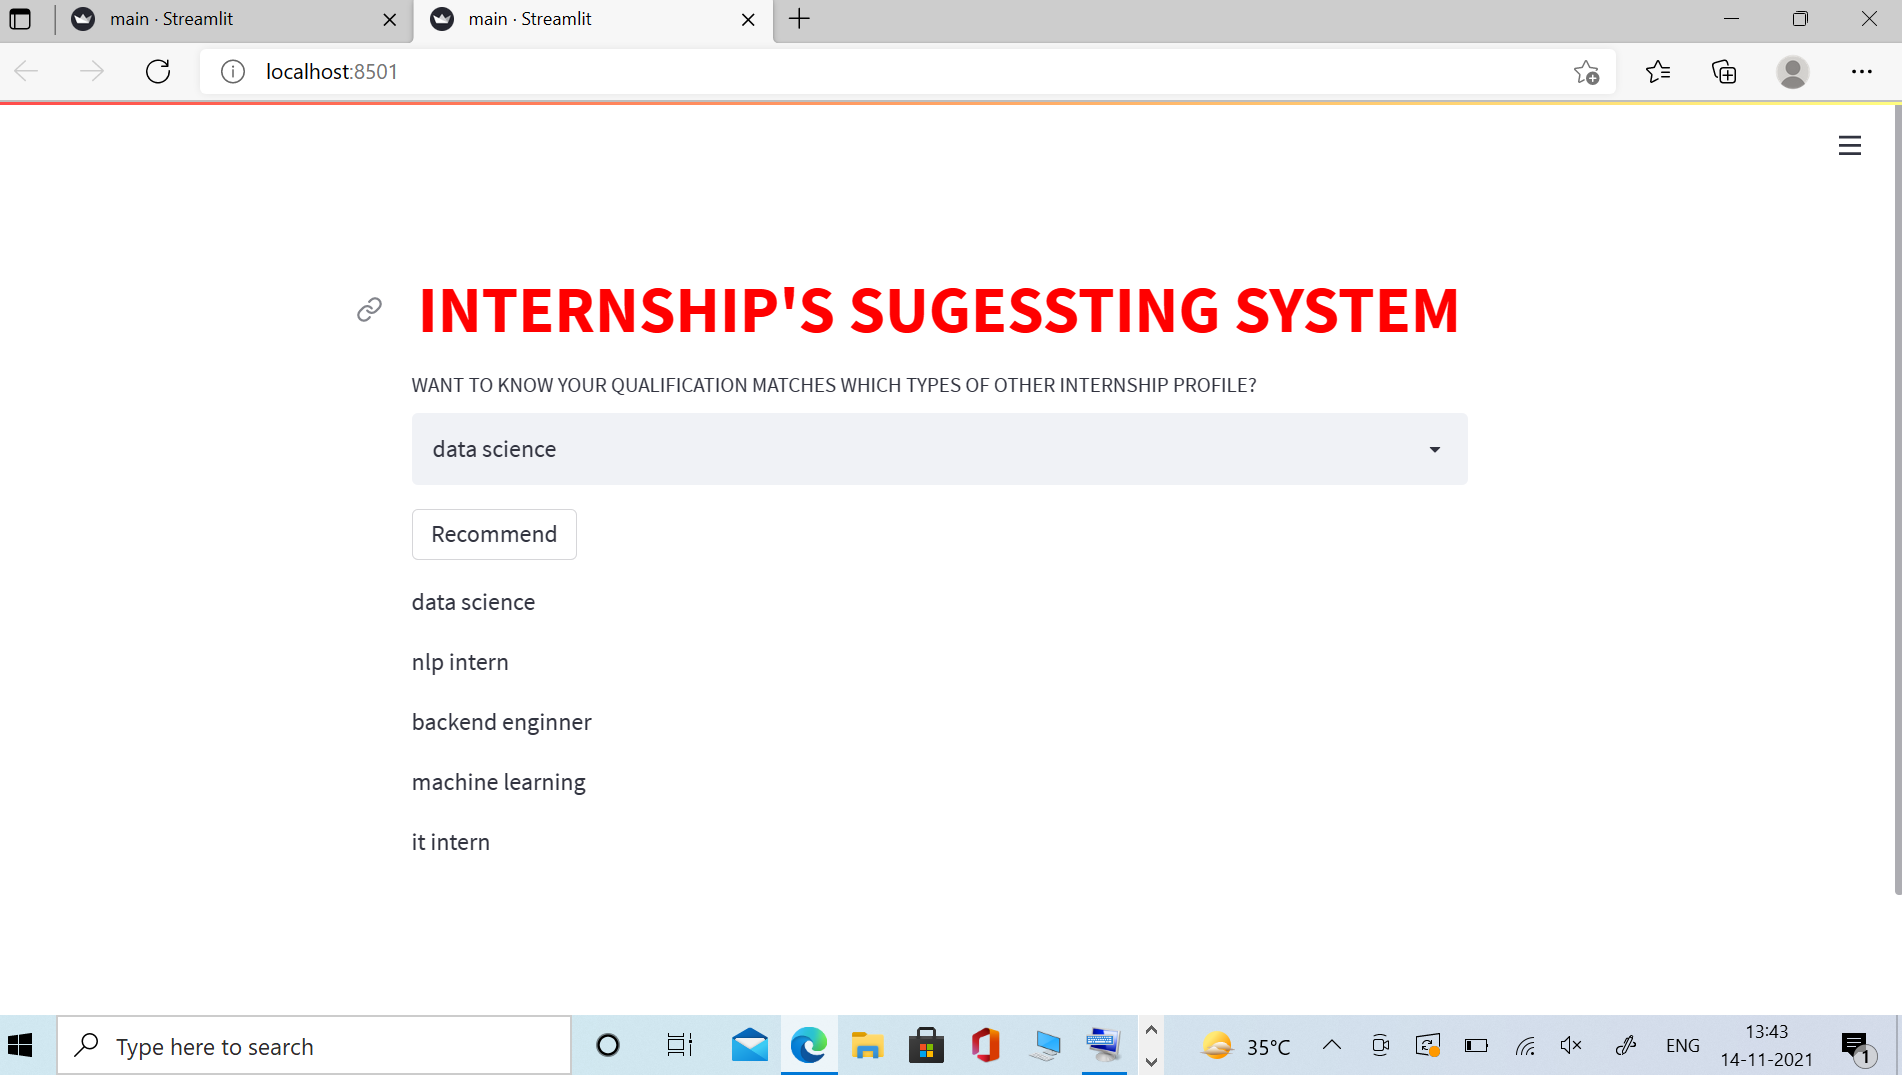 main · Streamlit
main · Streamlit
localhost:8501
INTERNSHIP'S SUGESSTING SYSTEM
WANT TO KNOW YOUR QUALIFICATION MATCHES WHICH TYPES OF OTHER INTERNSHIP PROFILE?
data science
Recommend
data science
nlp intern
backend enginner
machine learning
it intern
Type here to search
35°C
ENG
13:43
14-11-2021
1